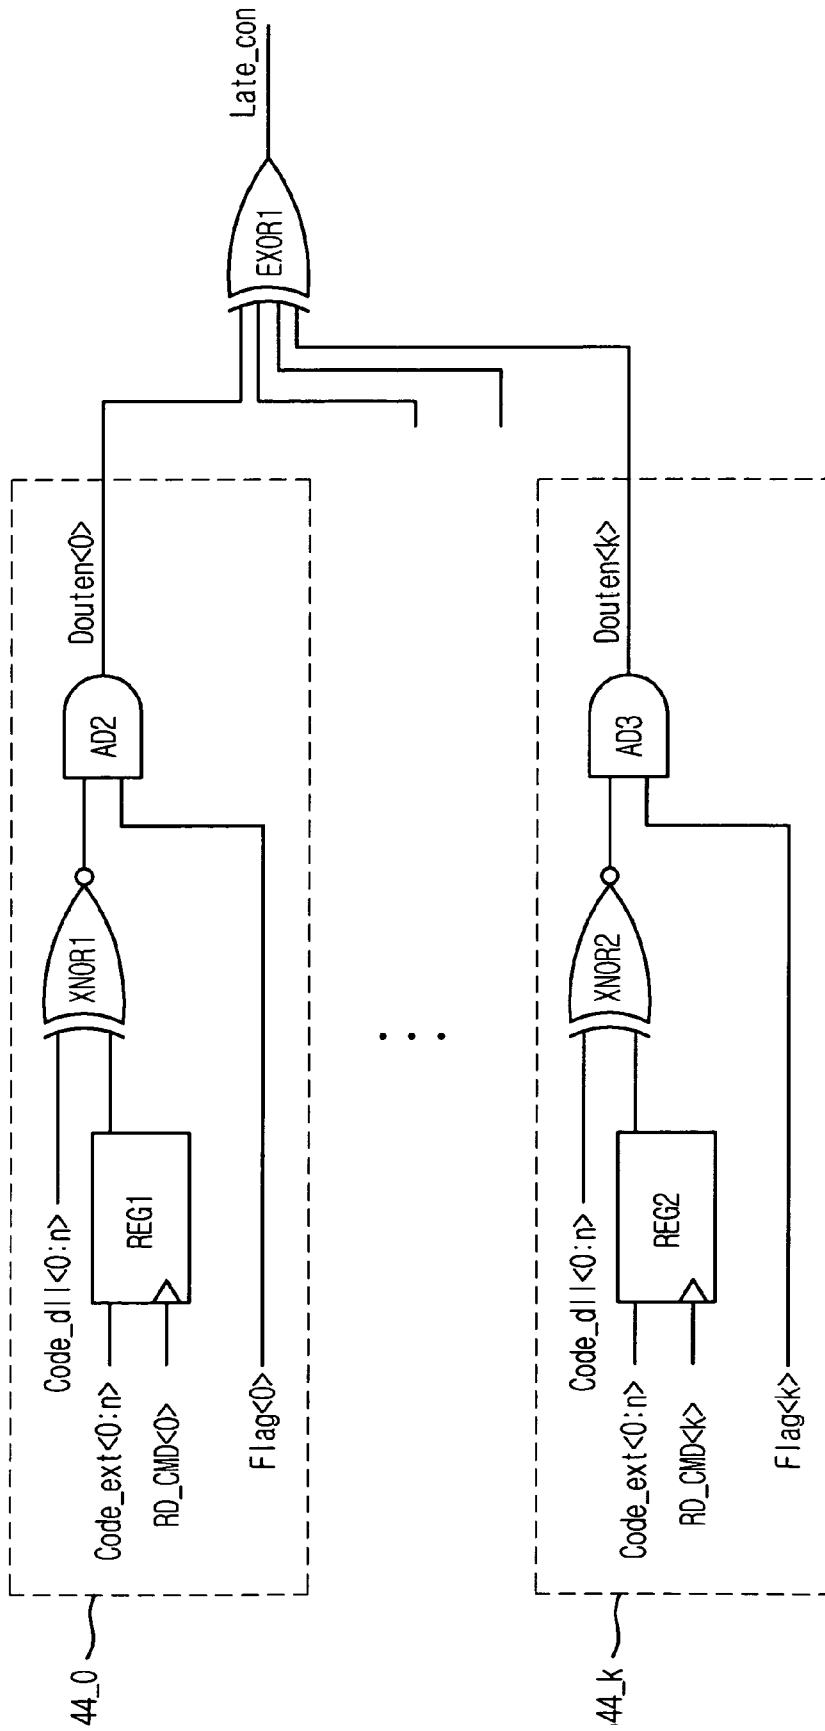 44_0
Code_dll<0:n>
Code_ext<0:n>
RD_CMD<0>
Flag<0>
REG1
XNOR1
AD2
Douten<0>
. . .
EXOR1
Late_con
44_k
Code_dll<0:n>
Code_ext<0:n>
RD_CMD<k>
Flag<k>
REG2
XNOR2
AD3
Douten<k>